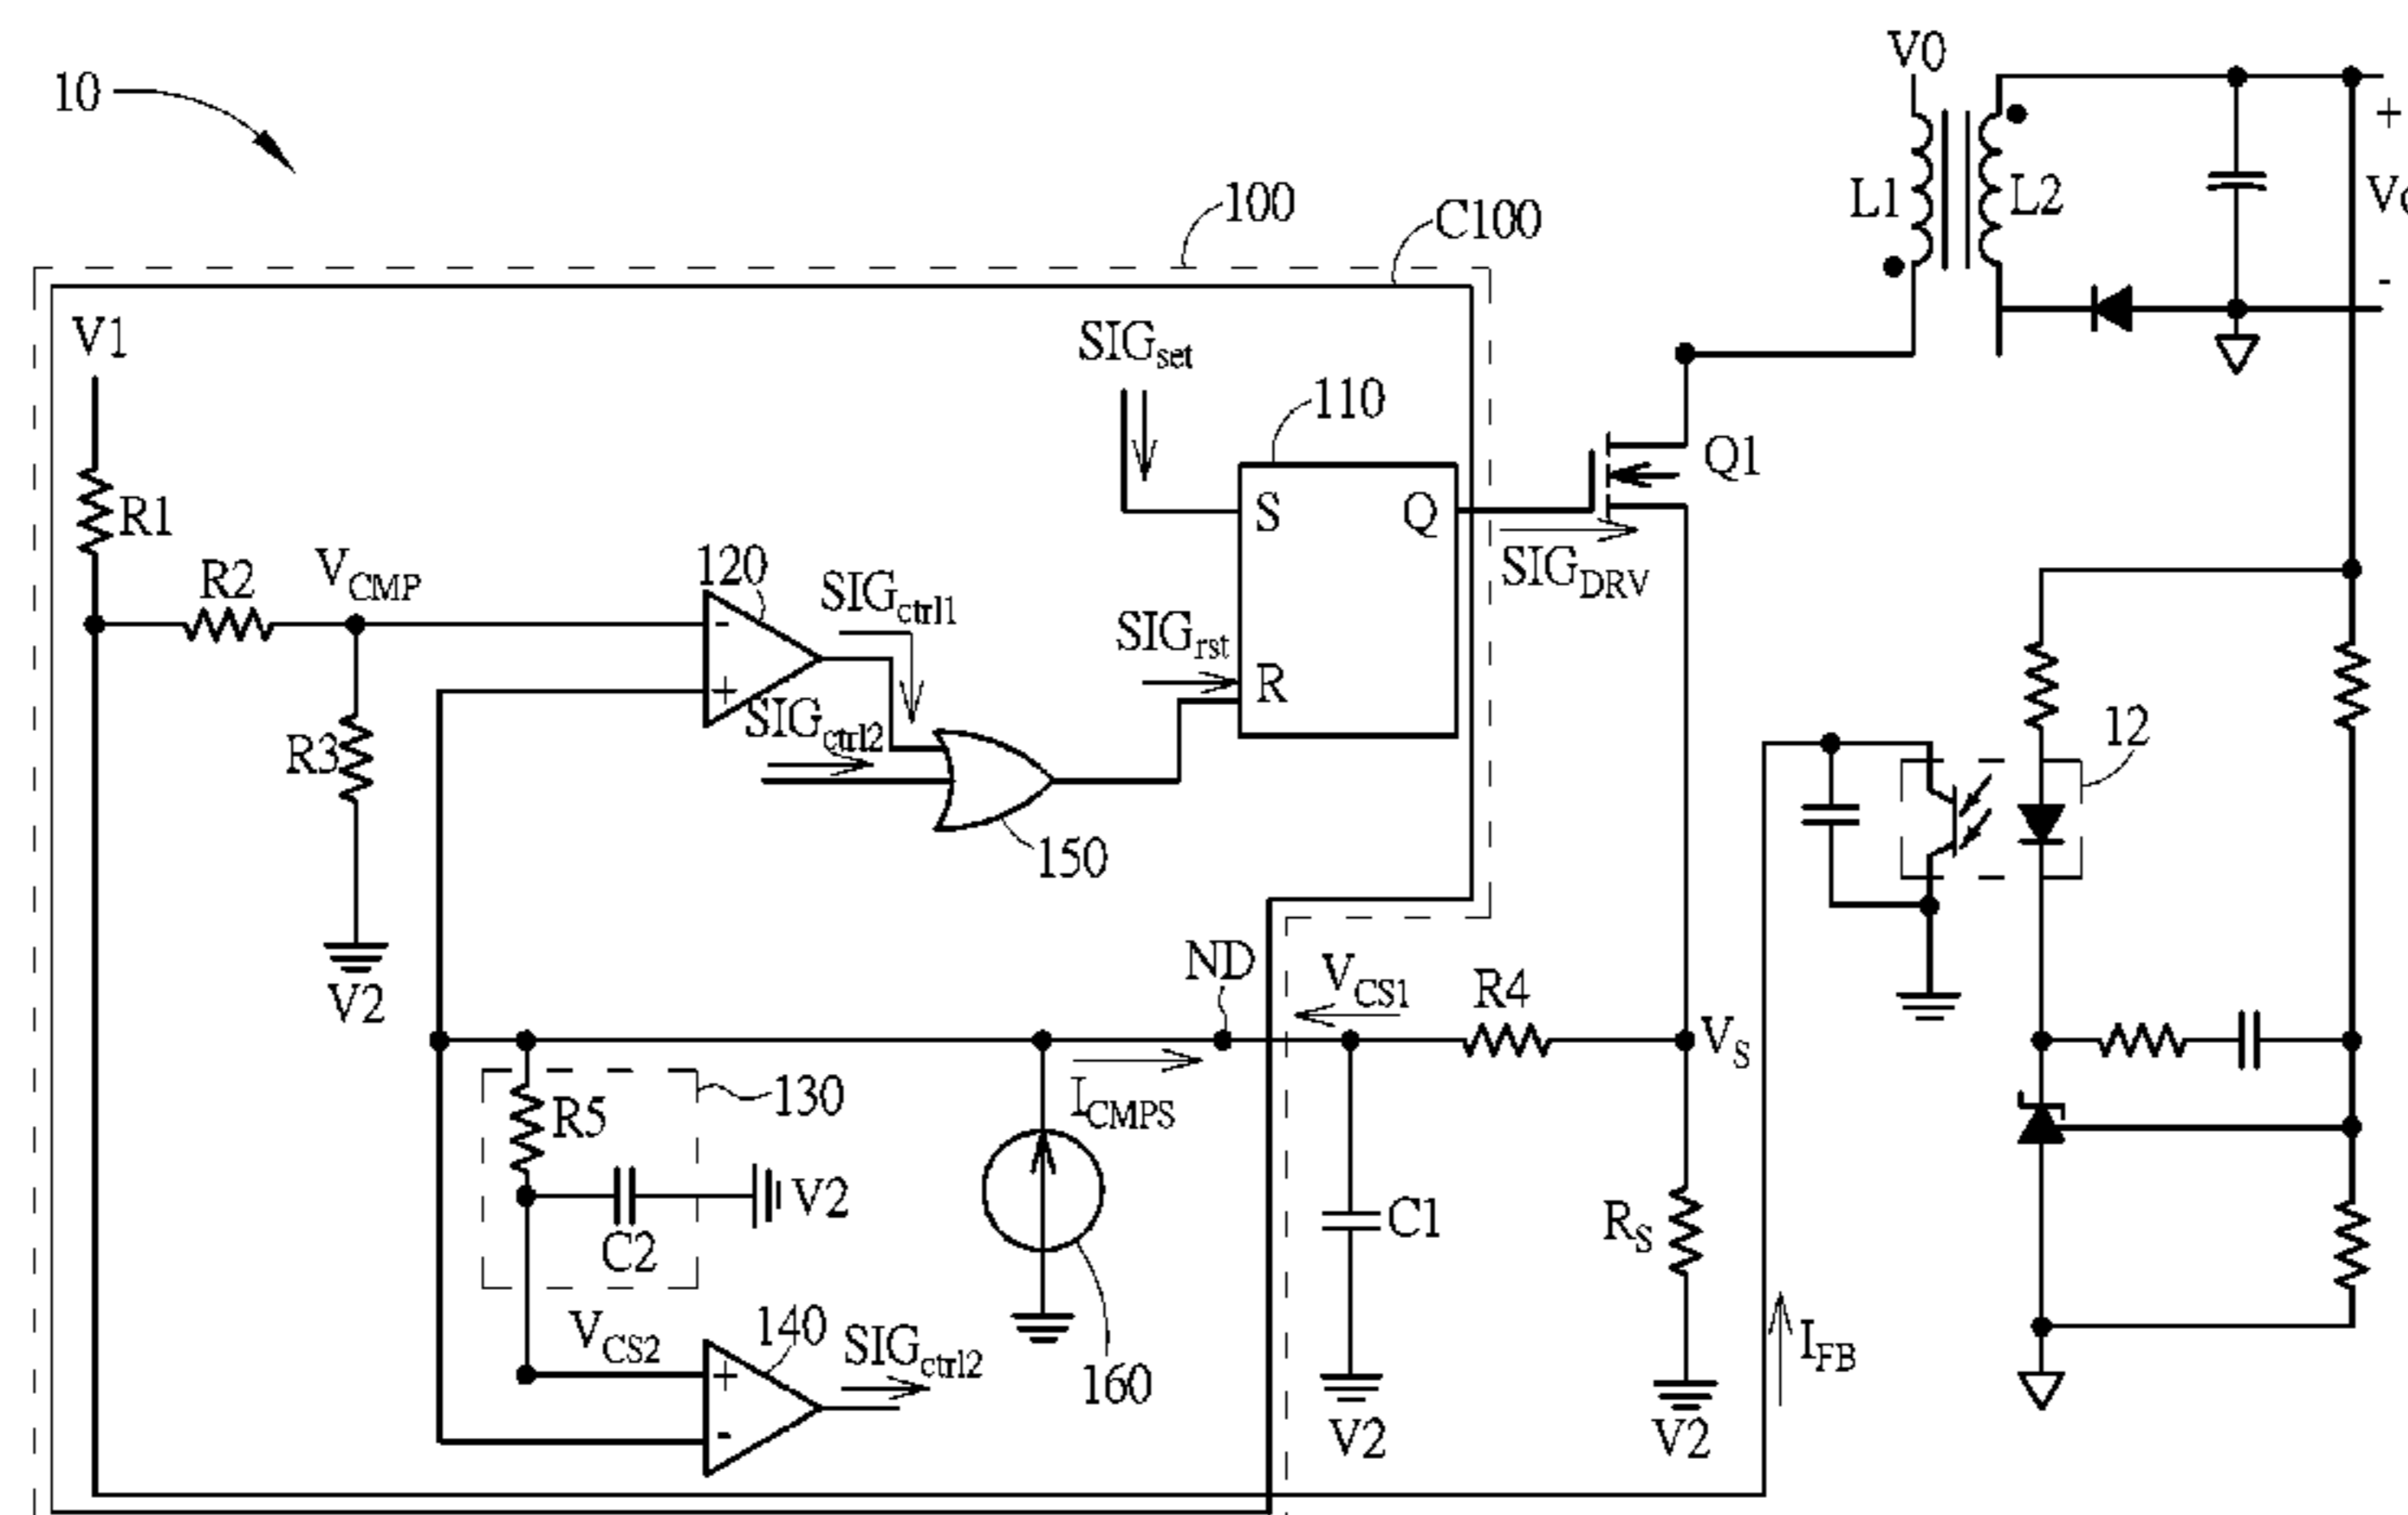 V0
10
+
L1
L2
100
C100
V1
SIGset
-
110
R1
S
Q
Q1
R2
VCMP
120
SIGctrl1
SIGDRV
-
SIGrst
+
R
SIGctrl2
R3
12
150
ND
VCS1
R4
V2
VS
ICMPS
130
R5
V2
C1
RS
C2
VCS2
140
SIGctrl2
+
-
160
IFB
V2
V2